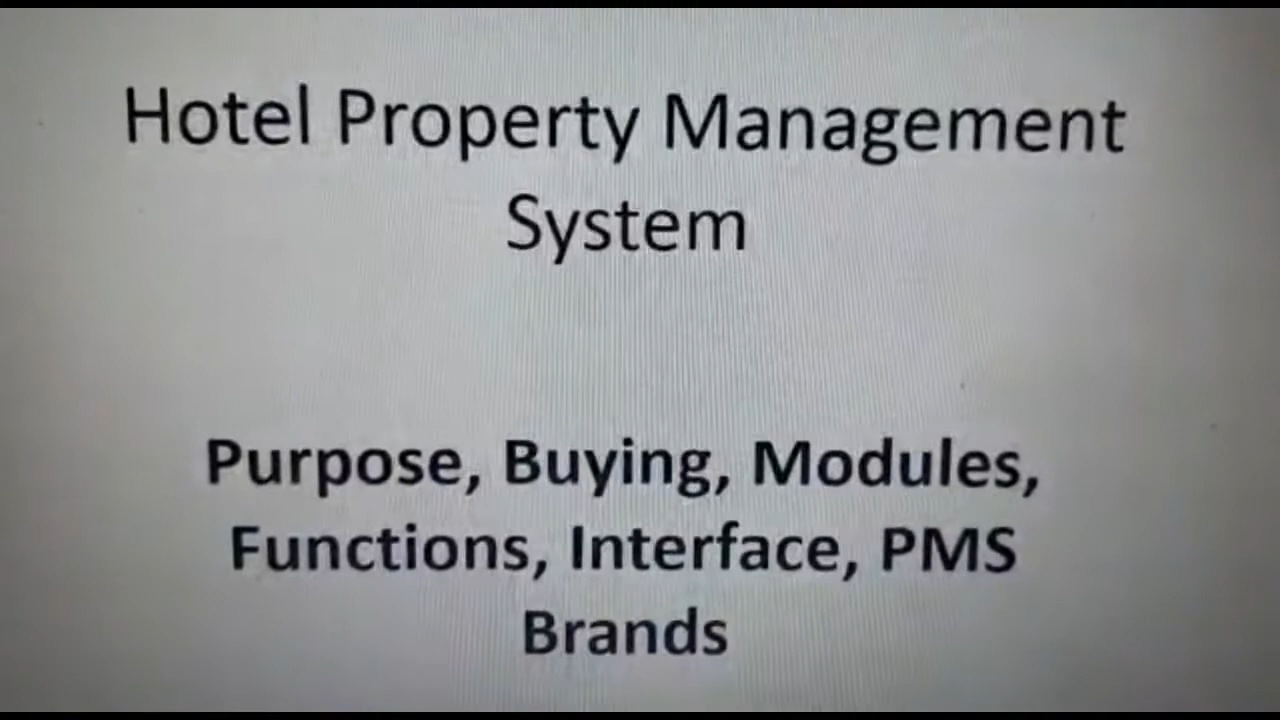 Hotel Property Management
System
Purpose, Buying, Modules,
Functions, Interface, PMS
Brands